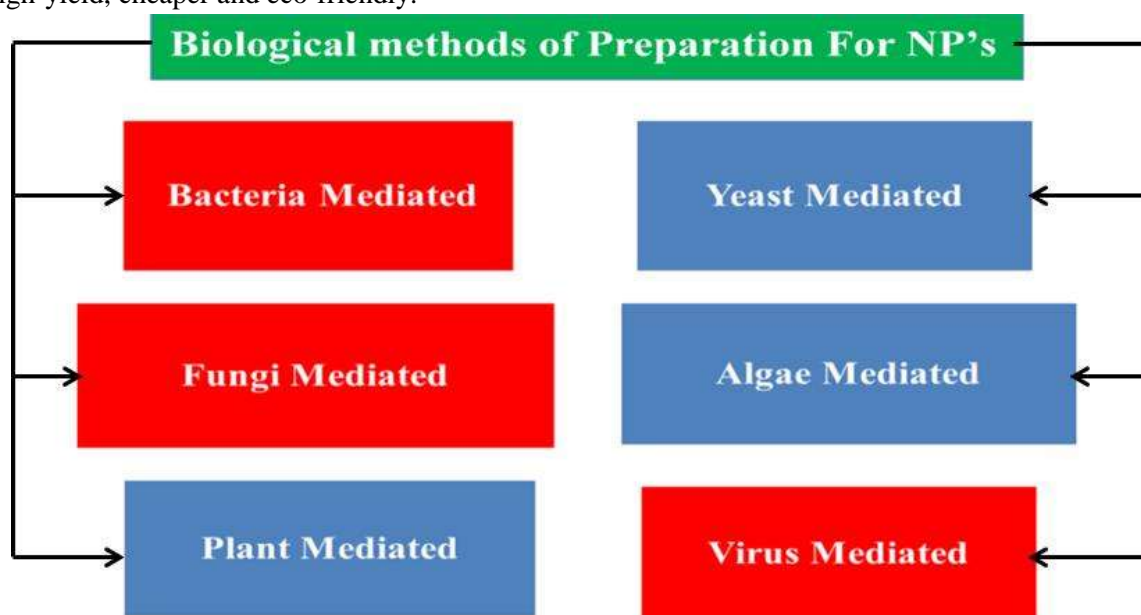 yield, cheaper and eco-friendly.
Biological methods of Preparation For NP's
Bacteria Mediated
Yeast Mediated
Fungi Mediated
Algae Mediated
Plant Mediated
Virus Mediated